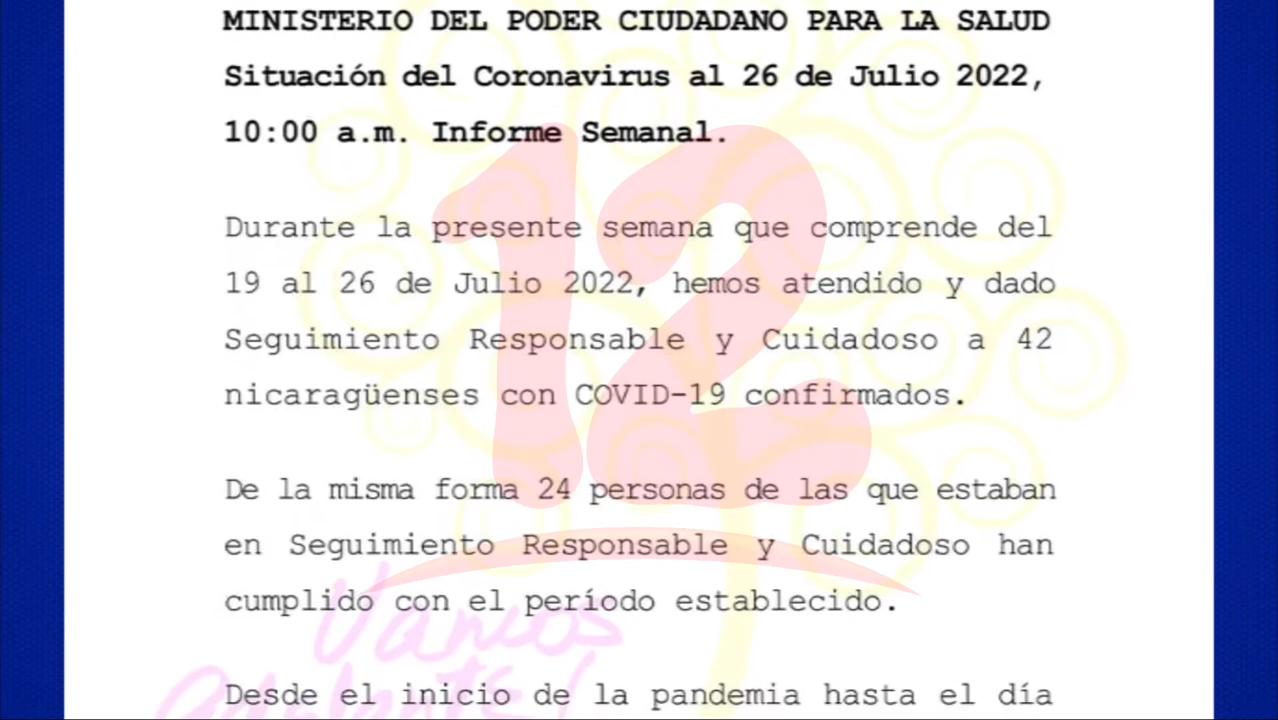 MINISTERIO DEL PODER CIUDADANO PARA LA SALUD
Situación del Coronavirus al 26 de Julio 2022,
10:00 a.m. Informe Semanal.
Durante la presente semana que comprende del
19 al 26 de Julio 2022, hemos atendido y dado
Seguimiento Responsable y Cuidadoso a 42
nicaragüenses con COVID-19 confirmados.
De la misma forma 24 personas de las que estaban
en Seguimiento Responsable y Cuidadoso han
cumplido con el período establecido.
Desde el inicio de la pandemia hasta el día
12
Vamos
adelante!